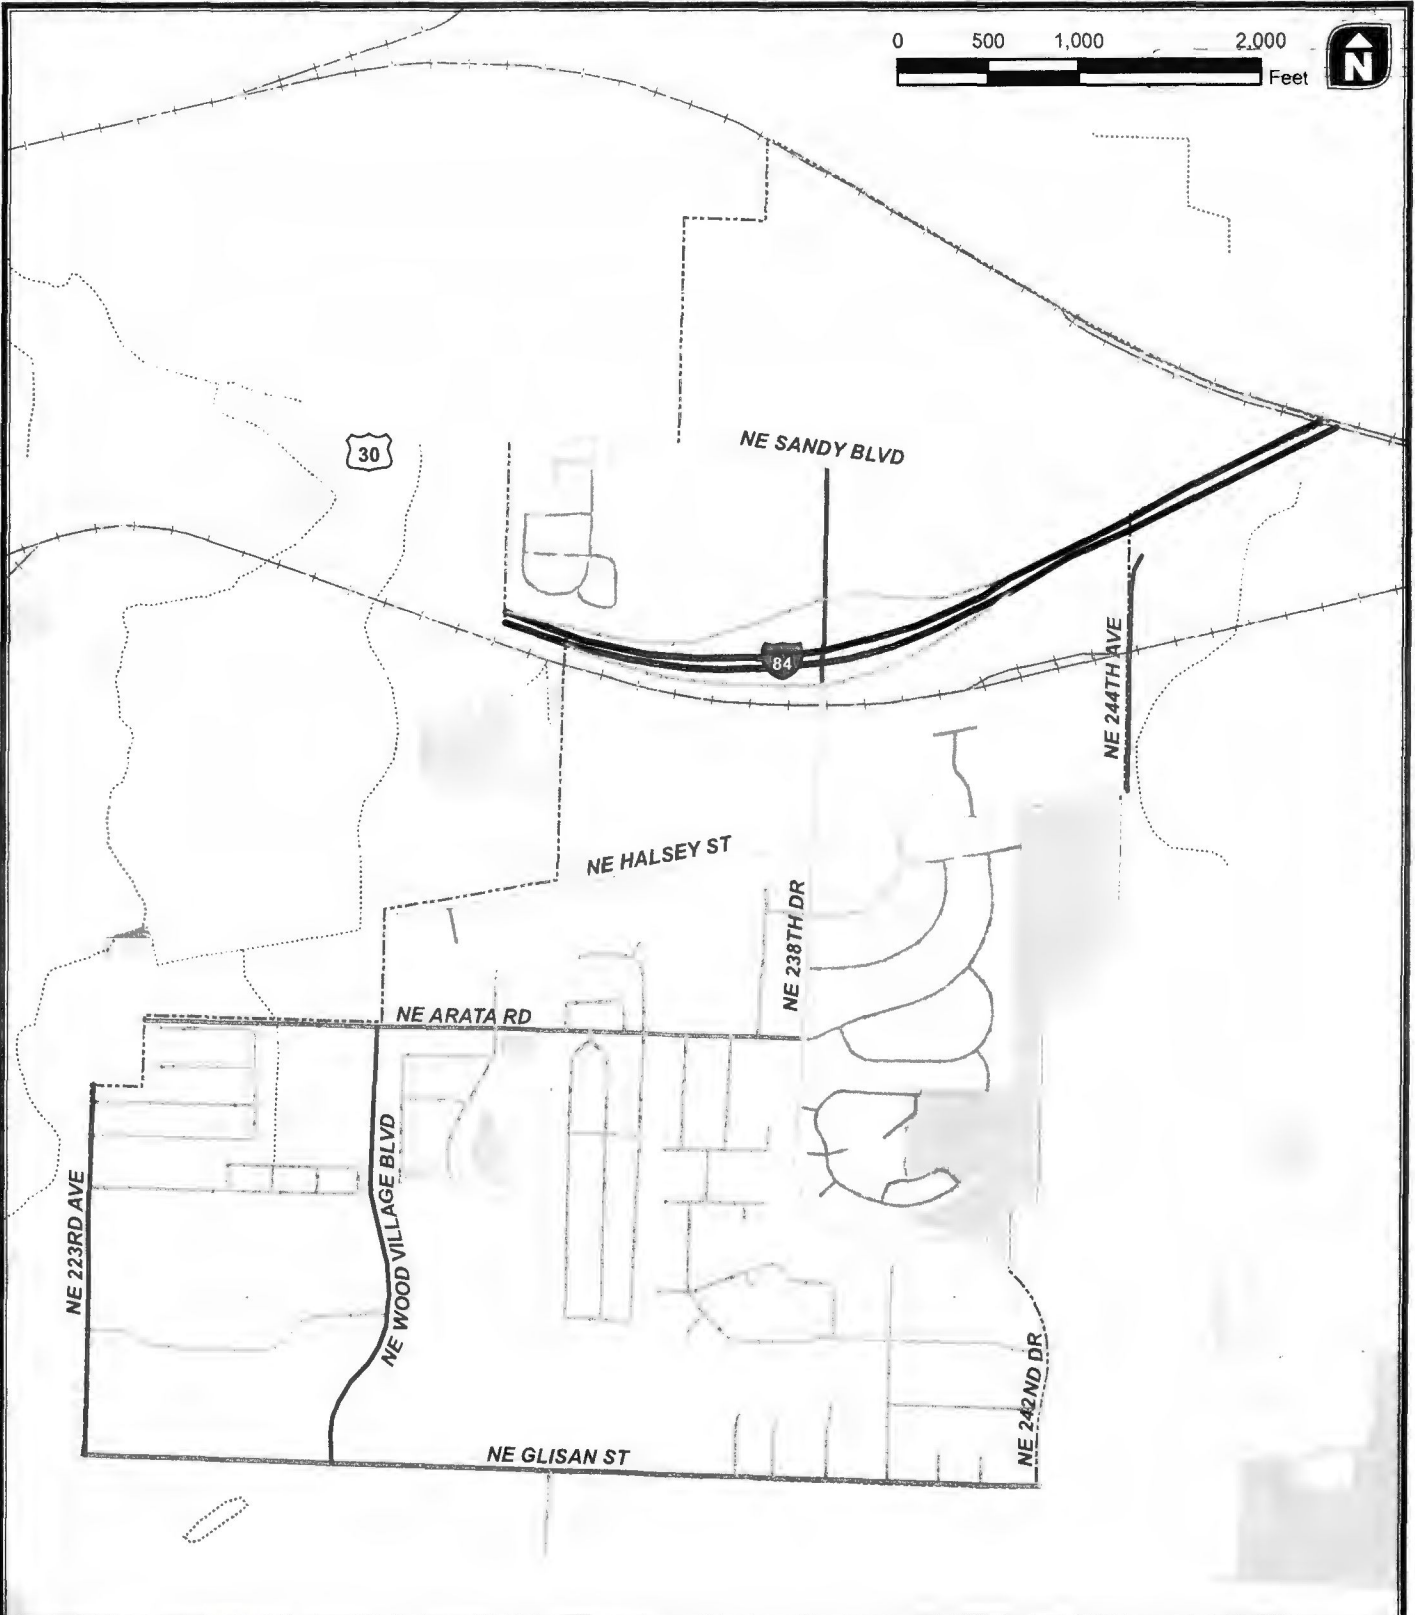 0 500 1,000 2,000
Feet
N
NE SANDY BLVD
30
84
NE 244TH AVE
NE HALSEY ST
NE 238TH DR
NE ARATA RD
NE WOOD VILLAGE BLVD
NE 223RD AVE
NE 242ND DR
NE GLISAN ST